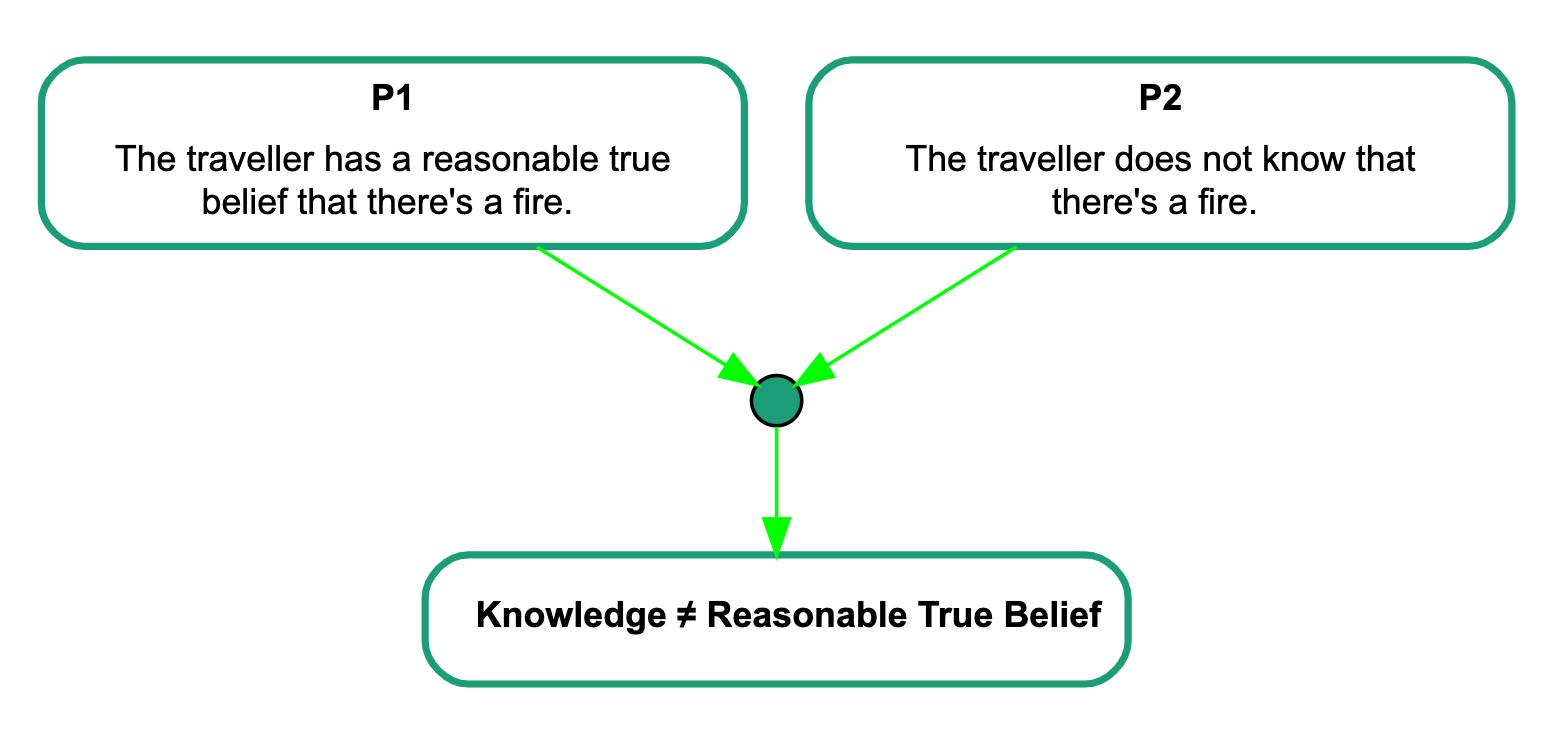 P1
The traveller has a reasonable true
belief that there's a fire.
P2
The traveller does not know that
there's a fire.
Knowledge ≠ Reasonable True Belief